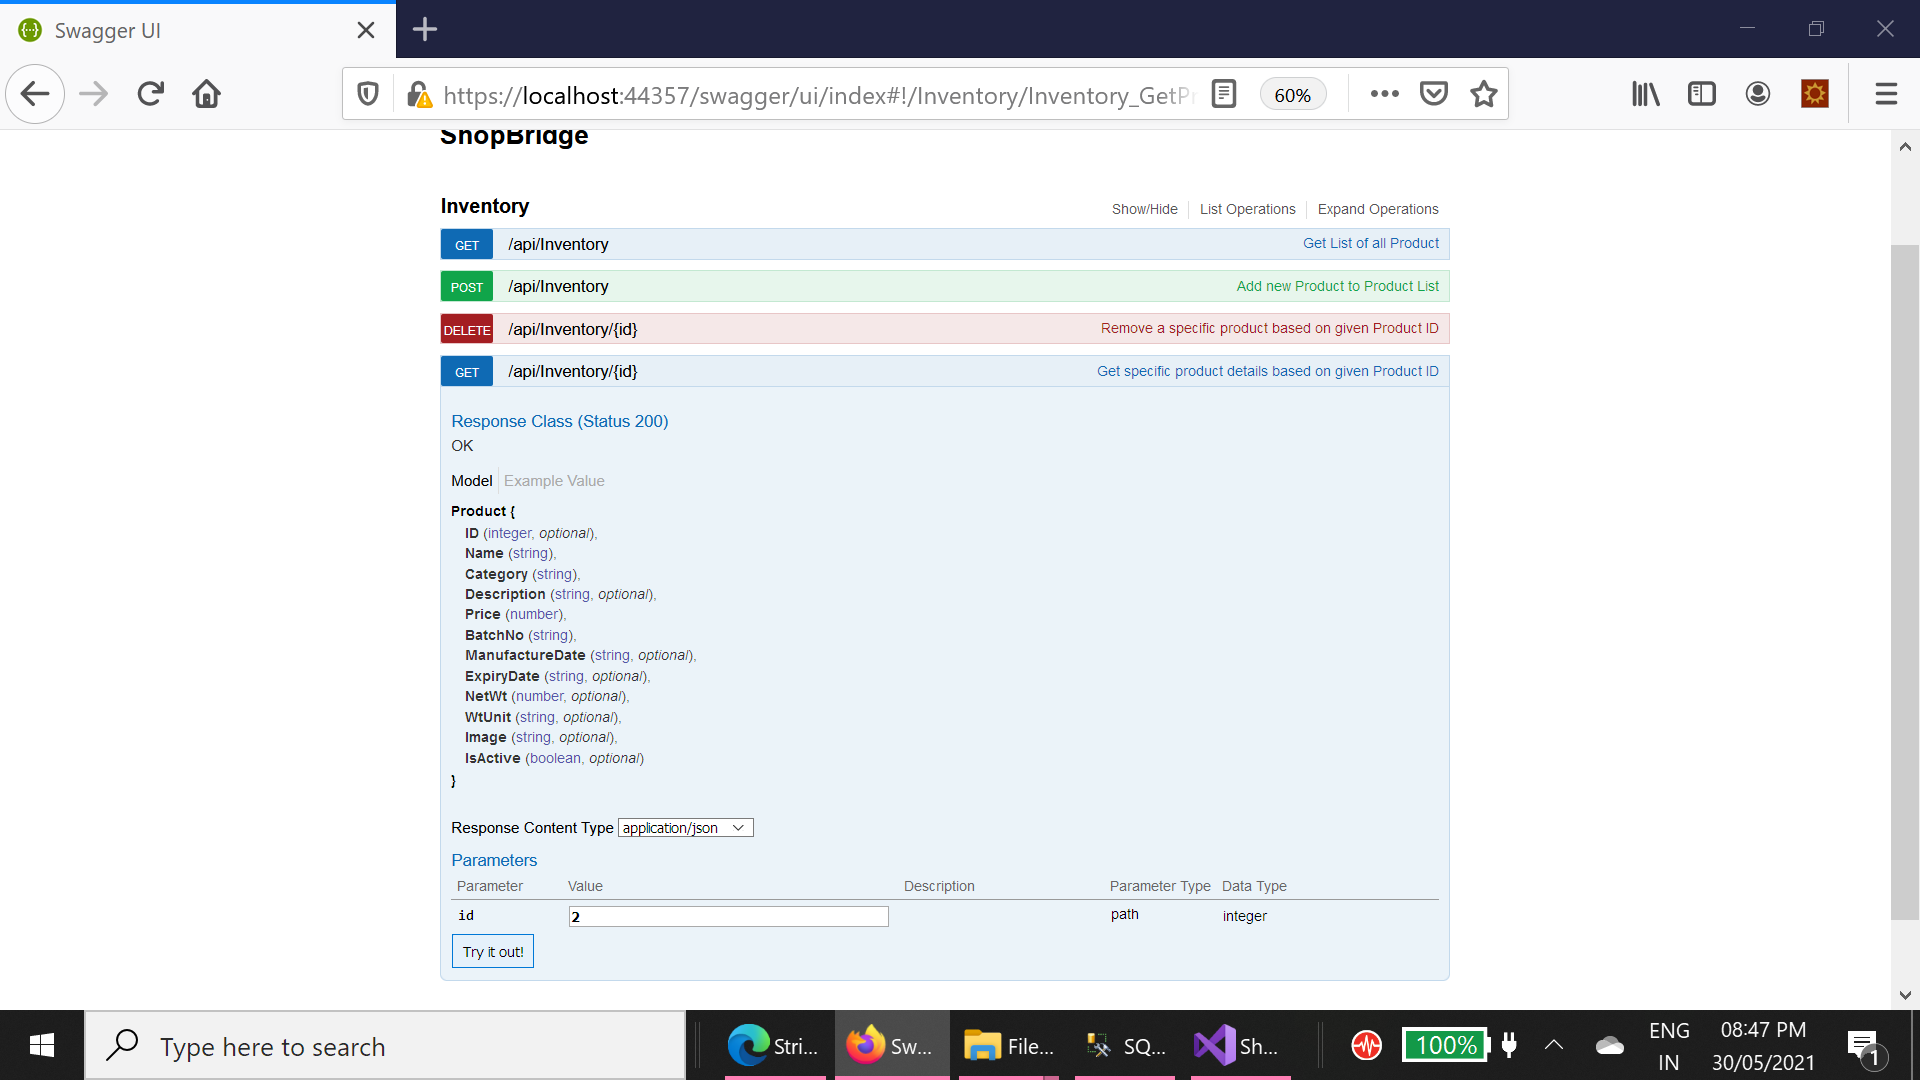 Swagger UI
https://localhost:44357/swagger/ui/index#!/Inventory/Inventory_GetPr
60%
ShopBridge
Inventory
Show/Hide
List Operations
Expand Operations
GET /api/Inventory Get List of all Product
POST /api/Inventory Add new Product to Product List
DELETE /api/Inventory/{id} Remove a specific product based on given Product ID
GET /api/Inventory/{id} Get specific product details based on given Product ID
Response Class (Status 200)
OK
Model Example Value
Product {
ID (integer, optional),
Name (string),
Category (string),
Description (string, optional),
Price (number),
BatchNo (string),
ManufactureDate (string, optional),
ExpiryDate (string, optional),
NetWt (number, optional),
WtUnit (string, optional),
Image (string, optional),
IsActive (boolean, optional)
}
Response Content Type application/json
Parameters
Parameter Value Description Parameter Type Data Type
id 2 path integer
Try it out!
Type here to search
Stri...
Sw...
File...
SQ...
Sh...
100%
ENG
IN
08:47 PM
30/05/2021
1